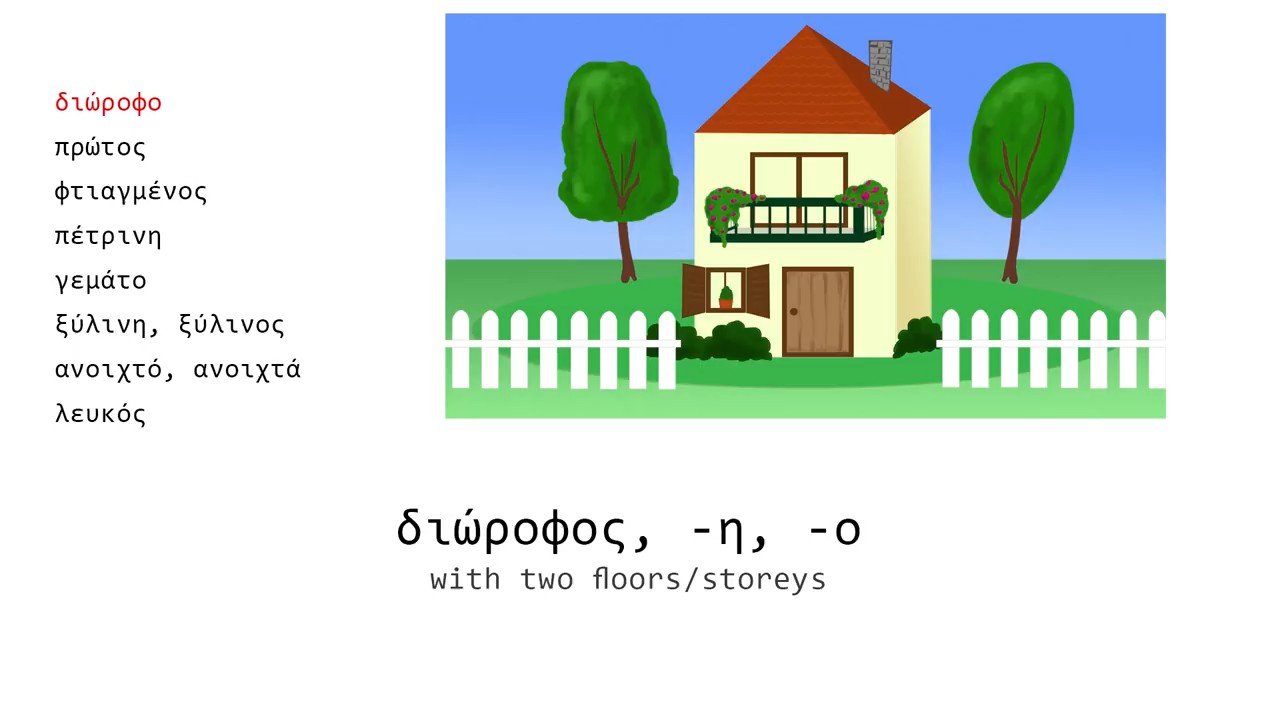 διώροφο
πρώτος
φτιαγμένος
πέτρινη
γεμάτο
ξύλινη, ξύλινος
ανοιχτό, ανοιχτά
λευκός
διώροφος, -η, -ο
with two floors/storeys